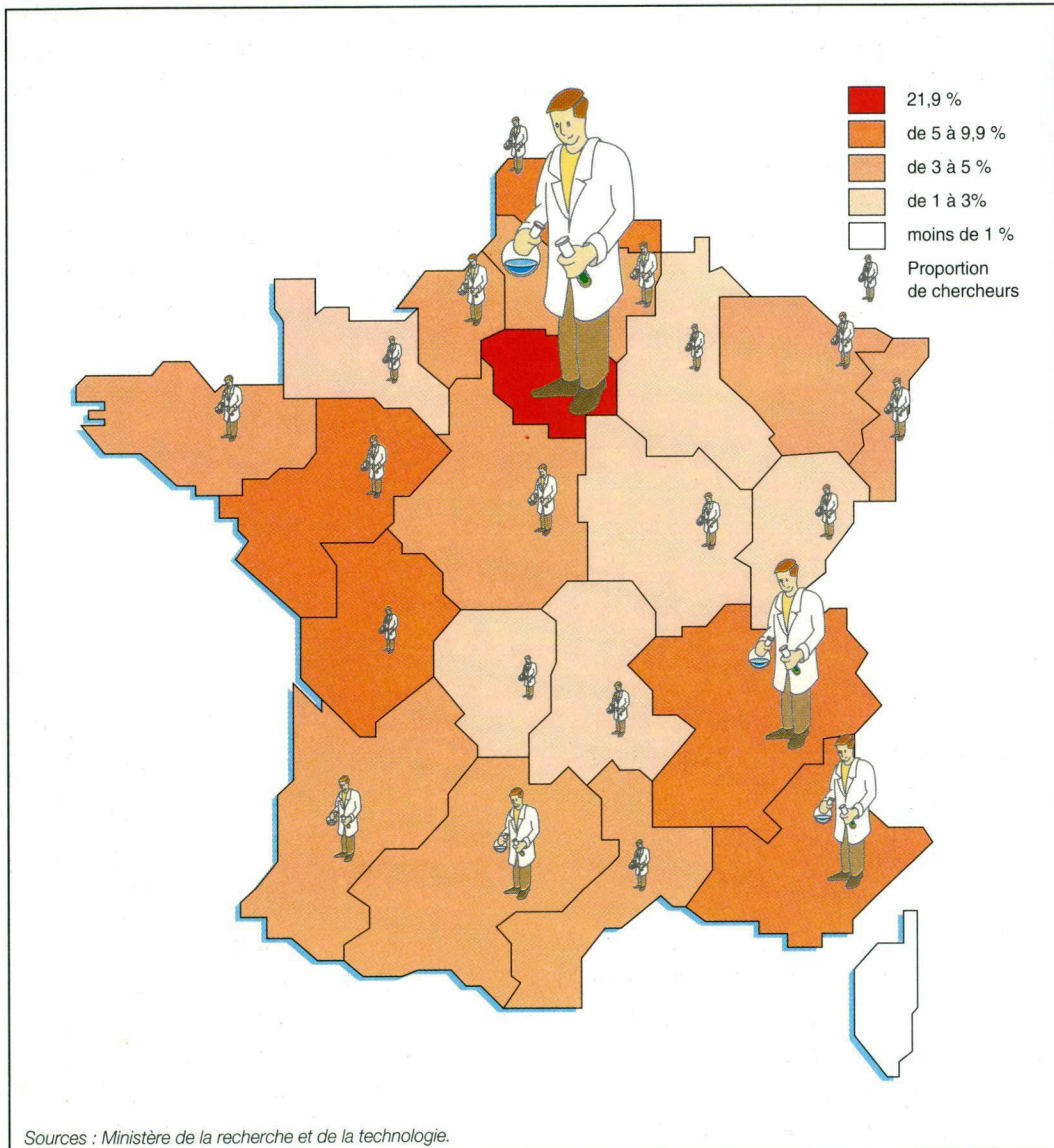 21,9 %
de 5 à 9,9 %
de 3 à 5 %
de 1 à 3%
moins de 1 %
Proportion
de chercheurs
Sources : Ministère de la recherche et de la technologie.